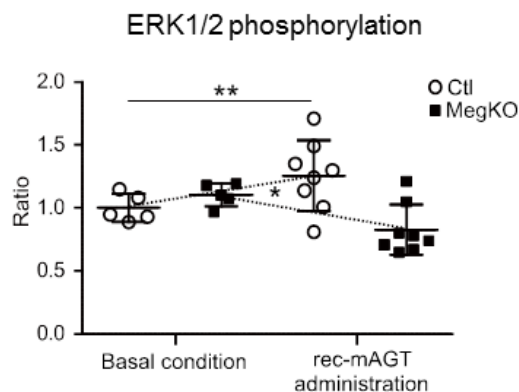 ERK1/2 phosphorylation
Ctl
MegKO
**
*
Ratio
2.0
1.5
1.0
0.5
0.0
Basal condition
rec-mAGT
administration